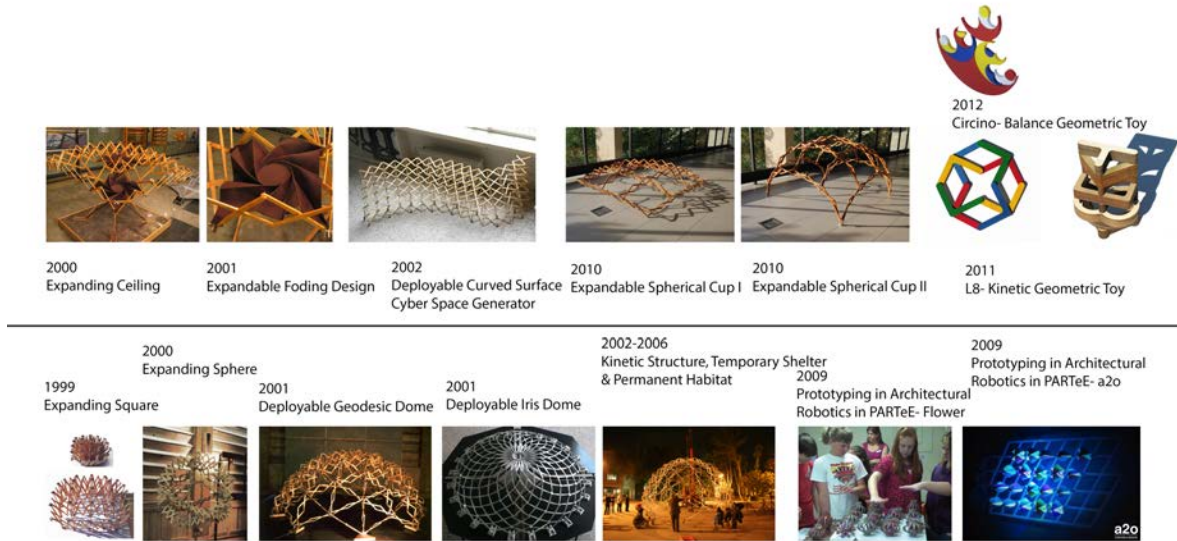 2012
Circino- Balance Geometric Toy
2000
Expanding Ceiling
2001
Expandable Foding Design
2002
Deployable Curved Surface
Cyber Space Generator
2010
Expandable Spherical Cup I
2010
Expandable Spherical Cup II
2011
L8- Kinetic Geometric Toy
1999
Expanding Square
2000
Expanding Sphere
2001
Deployable Geodesic Dome
2001
Deployable Iris Dome
2002-2006
Kinetic Structure, Temporary Shelter
& Permanent Habitat
2009
Prototyping in Architectural
Robotics in PARTeE- Flower
2009
Prototyping in Architectural
Robotics in PARTeE- a2o
a2o